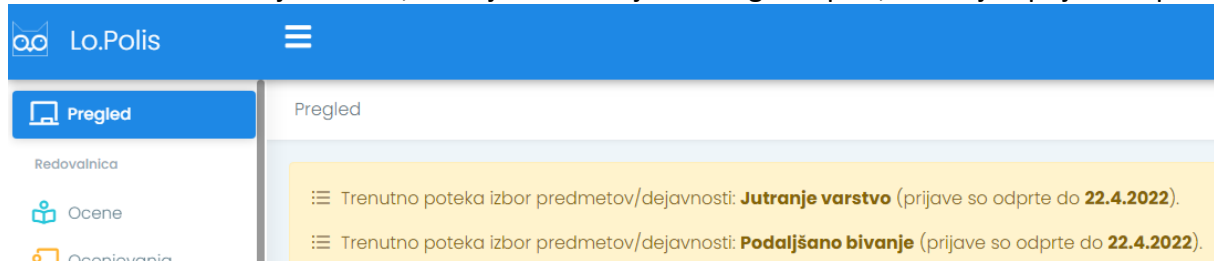 Lo.Polis
Pregled
Pregled
Redovalnica
Ocene
Ocenjevanja
Trenutno poteka izbor predmetov/dejavnosti: Jutranje varstvo (prijave so odprte do 22.4.2022).
Trenutno poteka izbor predmetov/dejavnosti: Podaljšano bivanje (prijave so odprte do 22.4.2022).